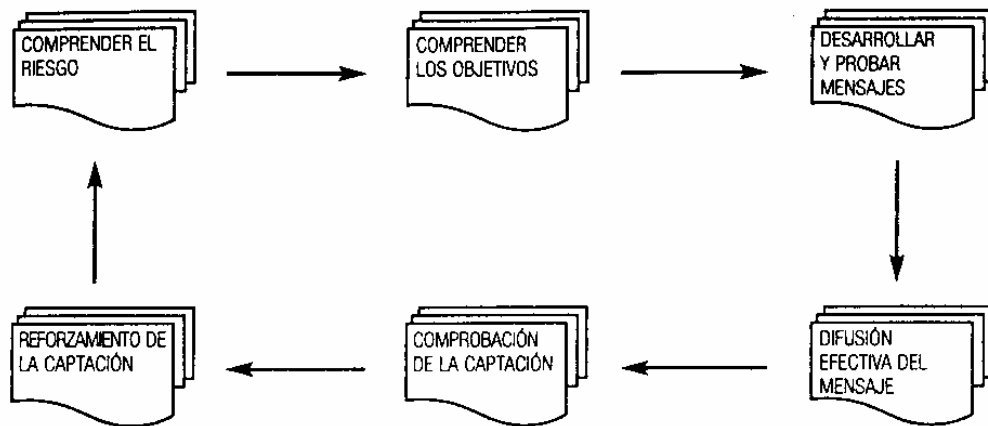 COMPRENDER EL
RIESGO
COMPRENDER
LOS OBJETIVOS
DESARROLLAR
Y PROBAR
MENSAJES
DIFUSIÓN
EFECTIVA DEL
MENSAJE
COMPROBACIÓN
DE LA CAPTACIÓN
REFORZAMIENTO DE
LA CAPTACIÓN